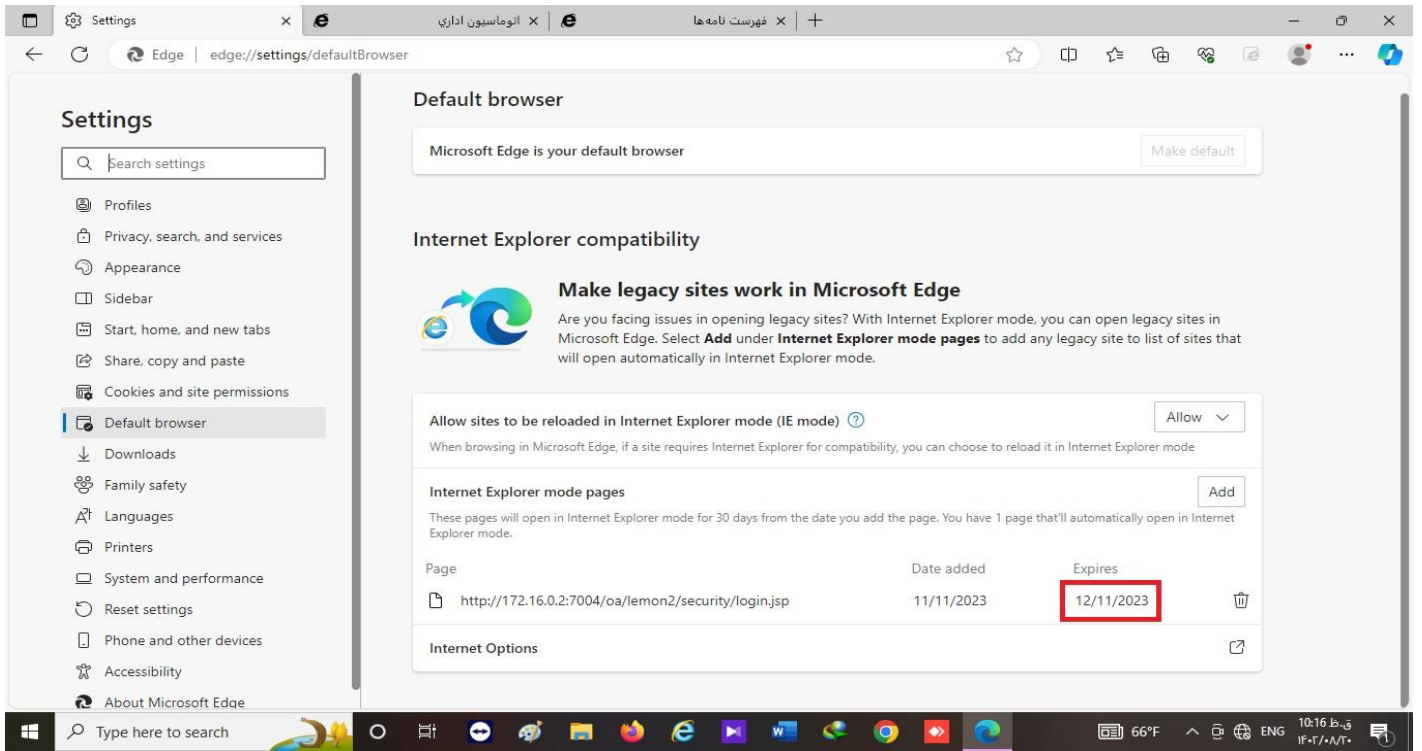 Settings
اتوماسیون اداري
فهرست نامه‌ها
Edge | edge://settings/defaultBrowser
Settings
Search settings
Profiles
Privacy, search, and services
Appearance
Sidebar
Start, home, and new tabs
Share, copy and paste
Cookies and site permissions
Default browser
Downloads
Family safety
Languages
Printers
System and performance
Reset settings
Phone and other devices
Accessibility
About Microsoft Edge
Default browser
Microsoft Edge is your default browser
Make default
Internet Explorer compatibility
Make legacy sites work in Microsoft Edge
Are you facing issues in opening legacy sites? With Internet Explorer mode, you can open legacy sites in
Microsoft Edge. Select Add under Internet Explorer mode pages to add any legacy site to list of sites that
will open automatically in Internet Explorer mode.
Allow sites to be reloaded in Internet Explorer mode (IE mode)
Allow
When browsing in Microsoft Edge, if a site requires Internet Explorer for compatibility, you can choose to reload it in Internet Explorer mode
Internet Explorer mode pages
Add
These pages will open in Internet Explorer mode for 30 days from the date you add the page. You have 1 page that'll automatically open in Internet
Explorer mode.
Page Date added Expires
http://172.16.0.2:7004/oa/lemon2/security/login.jsp 11/11/2023 12/11/2023
Internet Options
Type here to search
66°F
ENG
10:16 ق.ظ
۱۴۰۲/۰۸/۲۰